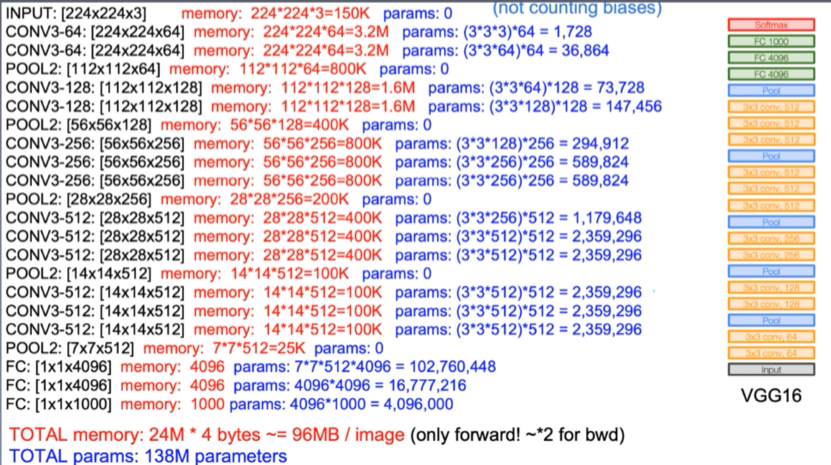 INPUT: [224x224x3] memory: 224*224*3=150K params: 0 (not counting biases)
CONV3-64: [224x224x64] memory: 224*224*64=3.2M params: (3*3*3)*64 = 1,728
CONV3-64: [224x224x64] memory: 224*224*64=3.2M params: (3*3*64)*64 = 36,864
POOL2: [112x112x64] memory: 112*112*64=800K params: 0
CONV3-128: [112x112x128] memory: 112*112*128=1.6M params: (3*3*64)*128 = 73,728
CONV3-128: [112x112x128] memory: 112*112*128=1.6M params: (3*3*128)*128 = 147,456
POOL2: [56x56x128] memory: 56*56*128=400K params: 0
CONV3-256: [56x56x256] memory: 56*56*256=800K params: (3*3*128)*256 = 294,912
CONV3-256: [56x56x256] memory: 56*56*256=800K params: (3*3*256)*256 = 589,824
CONV3-256: [56x56x256] memory: 56*56*256=800K params: (3*3*256)*256 = 589,824
POOL2: [28x28x256] memory: 28*28*256=200K params: 0
CONV3-512: [28x28x512] memory: 28*28*512=400K params: (3*3*256)*512 = 1,179,648
CONV3-512: [28x28x512] memory: 28*28*512=400K params: (3*3*512)*512 = 2,359,296
CONV3-512: [28x28x512] memory: 28*28*512=400K params: (3*3*512)*512 = 2,359,296
POOL2: [14x14x512] memory: 14*14*512=100K params: 0
CONV3-512: [14x14x512] memory: 14*14*512=100K params: (3*3*512)*512 = 2,359,296
CONV3-512: [14x14x512] memory: 14*14*512=100K params: (3*3*512)*512 = 2,359,296
CONV3-512: [14x14x512] memory: 14*14*512=100K params: (3*3*512)*512 = 2,359,296
POOL2: [7x7x512] memory: 7*7*512=25K params: 0
FC: [1x1x4096] memory: 4096 params: 7*7*512*4096 = 102,760,448
FC: [1x1x4096] memory: 4096 params: 4096*4096 = 16,777,216
FC: [1x1x1000] memory: 1000 params: 4096*1000 = 4,096,000
TOTAL memory: 24M * 4 bytes ~= 96MB / image (only forward! ~*2 for bwd)
TOTAL params: 138M parameters
Softmax
FC 1000
FC 4096
FC 4096
Pool
3x3 conv, 512
3x3 conv, 512
3x3 conv, 512
Pool
3x3 conv, 512
3x3 conv, 512
3x3 conv, 512
Pool
3x3 conv, 256
3x3 conv, 256
Pool
3x3 conv, 128
3x3 conv, 128
Pool
3x3 conv, 64
3x3 conv, 64
Input
VGG16